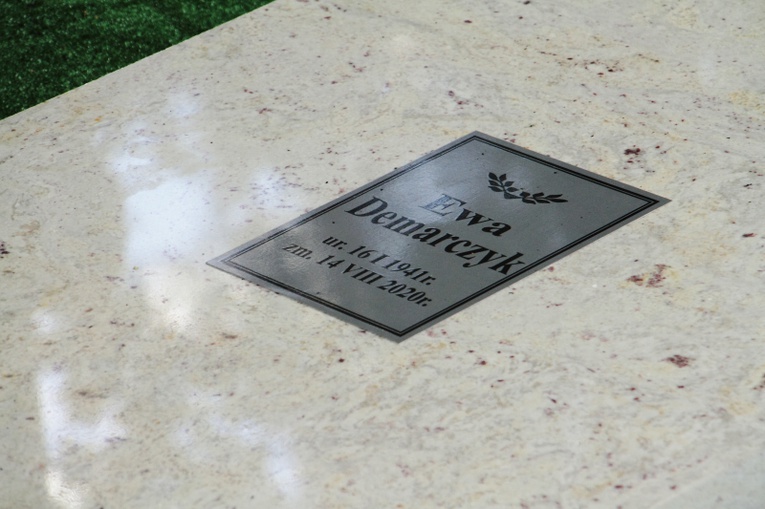 Ewa
Demarczyk
ur. 16 I 1941r.
zm. 14 VIII 2020r.